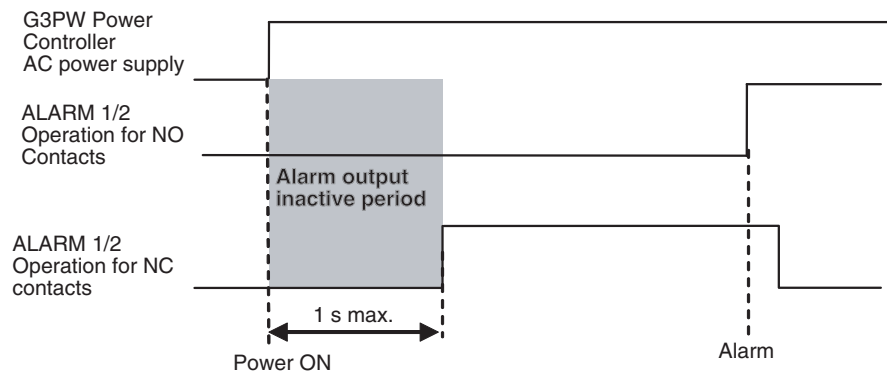 G3PW Power
Controller
AC power supply
ALARM 1/2
Operation for NO
Contacts
Alarm output
inactive period
ALARM 1/2
Operation for NC
contacts
1 s max.
Power ON
Alarm